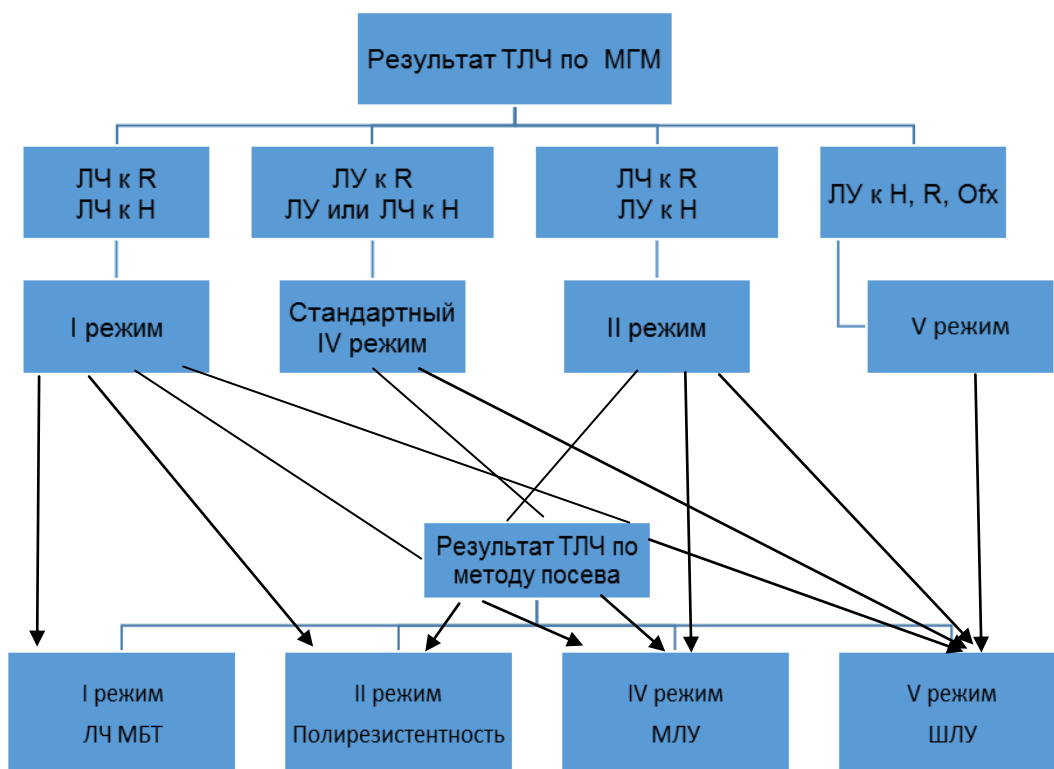 Результат ТЛЧ по МГМ
ЛЧ к R
ЛЧ к H
ЛУ к R
ЛУ или ЛЧ к H
ЛЧ к R
ЛУ к H
ЛУ к H, R, Ofx
I режим
Стандартный
IV режим
II режим
V режим
Результат ТЛЧ по
методу посева
I режим
ЛЧ МБТ
II режим
Полирезистентность
IV режим
МЛУ
V режим
ШЛУ